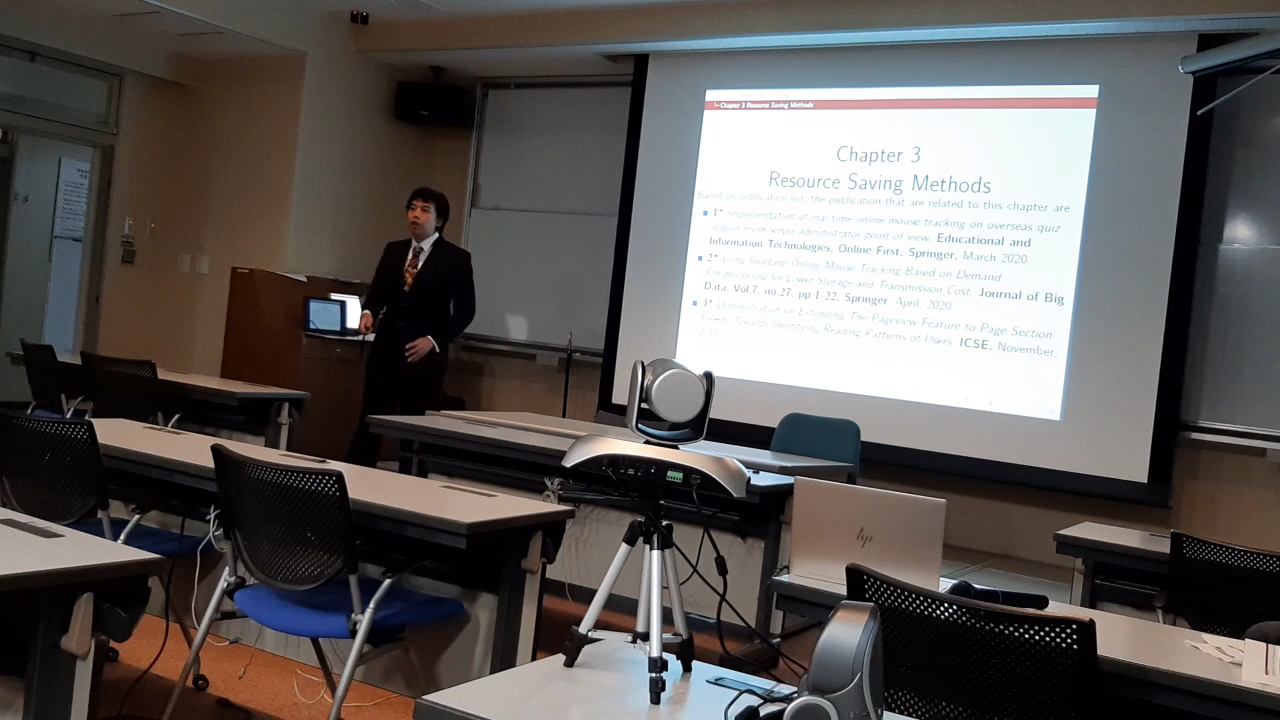 Chapter 3 Resource Saving Methods
Chapter 3
Resource Saving Methods
Based on publication list, the publication that are related to this chapter are
1* Implementation of real time online mouse tracking on overseas quiz
session from server administrator point of view, Educational and
Information Technologies, Online First, Springer, March 2020
2* Using Realtime Online Mouse Tracking Based on Demand
for Lower Storage and Transmission Cost, Journal of Big
Data, Vol 7, no.27, pp 1-22, Springer April, 2020
3* Demonstration on Extending The Pageview Feature to Page Section
Based: Towards Identifying Reading Patterns of Users, ICSE, November,
hp